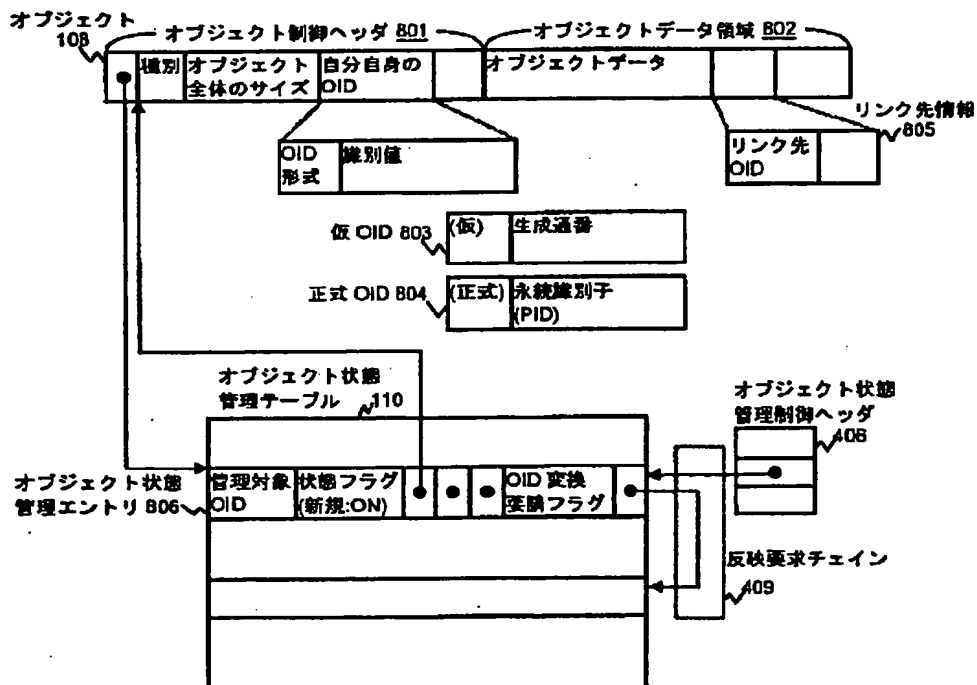 オブジェクト
108
オブジェクト制御ヘッダ 801
オブジェクトデータ領域 802
種別
オブジェクト
全体のサイズ
自分自身の
OID
オブジェクトデータ
リンク先情報
805
OID
形式
識別値
リンク先
OID
仮 OID 803
(仮)
生成通番
正式 OID 804
(正式)
永続識別子
(PID)
オブジェクト状態
管理テーブル
110
オブジェクト状態
管理制御ヘッダ
408
オブジェクト状態
管理エントリ 806
管理対象
OID
状態フラグ
(新規:ON)
OID 変換
要請フラグ
反映要求チェイン
409